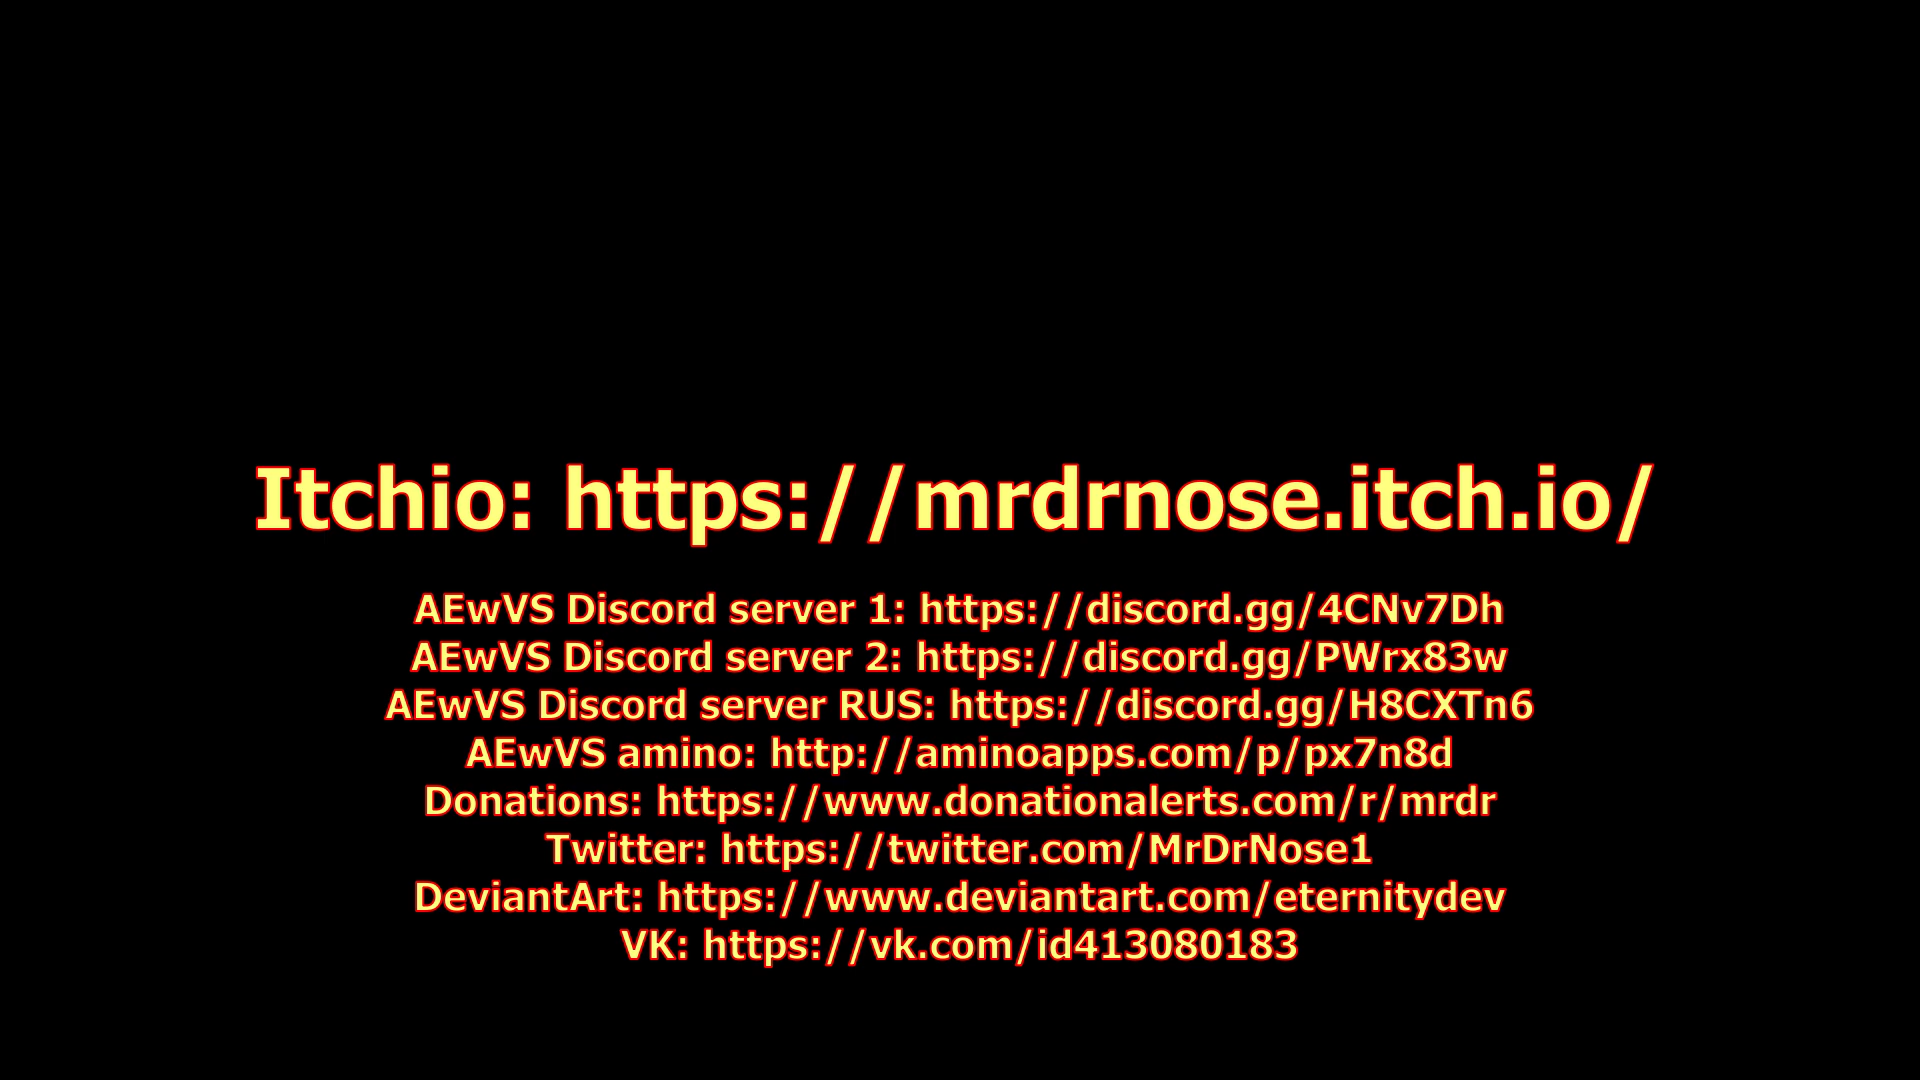 Itchio: https://mrdrnose.itch.io/
AEwVS Discord server 1: https://discord.gg/4CNv7Dh
AEwVS Discord server 2: https://discord.gg/PWrx83w
AEwVS Discord server RUS: https://discord.gg/H8CXTn6
AEwVS amino: http://aminoapps.com/p/px7n8d
Donations: https://www.donationalerts.com/r/mrdr
Twitter: https://twitter.com/MrDrNose1
DeviantArt: https://www.deviantart.com/eternitydev
VK: https://vk.com/id413080183